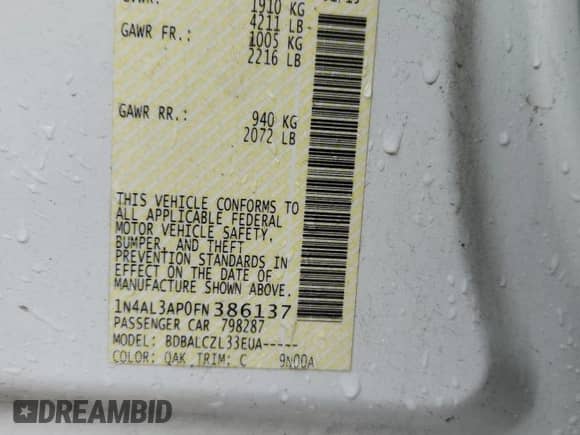 1910 KG
4211 LB
GAWR FR.: 1005 KG
2216 LB
GAWR RR.: 940 KG
2072 LB
THIS VEHICLE CONFORMS TO
ALL APPLICABLE FEDERAL
MOTOR VEHICLE SAFETY,
BUMPER, AND THEFT
PREVENTION STANDARDS IN
EFFECT ON THE DATE OF
MANUFACTURE SHOWN ABOVE.
1N4AL3AP0FN386137
PASSENGER CAR 798287
MODEL: BDBALCZL33EUA-----
COLOR: QAK TRIM: C 9N00A
DREAMBID